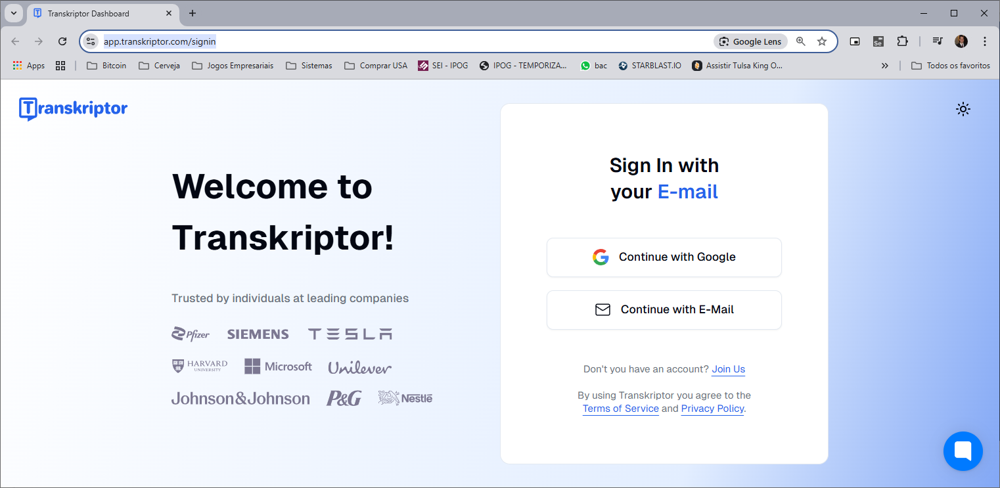 Transkriptor Dashboard
app.transkriptor.com/signin
Google Lens
Se
Apps
Bitcoin
Cerveja
Jogos Empresariais
Sistemas
Comprar USA
SEI - IPOG
IPOG - TEMPORIZA...
bac
STARBLAST.IO
Assistir Tulsa King O...
Todos os favoritos
Transkriptor
Welcome to
Transkriptor!
Trusted by individuals at leading companies
Pfizer SIEMENS TESLA
HARVARD
UNIVERSITY
Microsoft Unilever
Johnson&Johnson P&G Nestlé
Sign In with
your E-mail
Continue with Google
Continue with E-Mail
Don't you have an account? Join Us
By using Transkriptor you agree to the
Terms of Service and Privacy Policy.